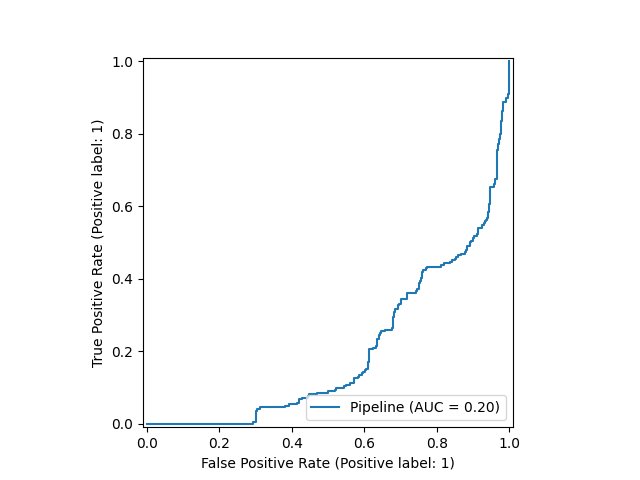 1.0
0.8
0.6
0.4
0.2
0.0
True Positive Rate (Positive label: 1)
Pipeline (AUC = 0.20)
0.0 0.2 0.4 0.6 0.8 1.0
False Positive Rate (Positive label: 1)